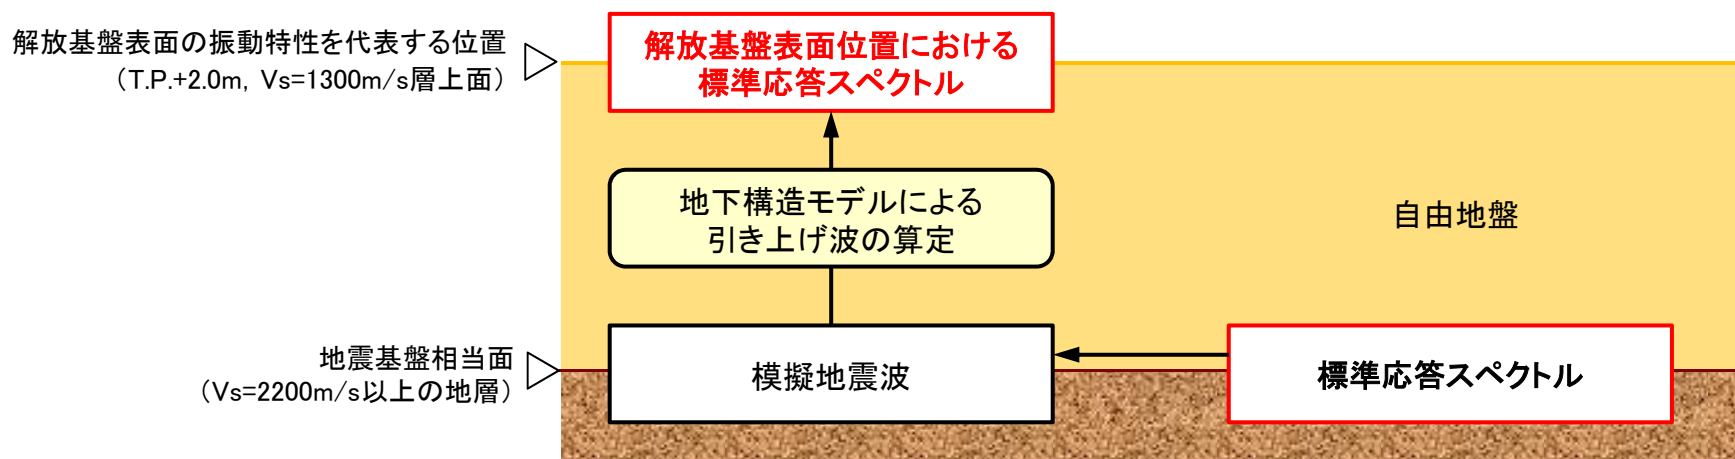 解放基盤表面の振動特性を代表する位置
（T.P.+2.0m, Vs=1300m/s層上面）
解放基盤表面位置における
標準応答スペクトル
地下構造モデルによる
引き上げ波の算定
自由地盤
地震基盤相当面
（Vs=2200m/s以上の地層）
模擬地震波
標準応答スペクトル